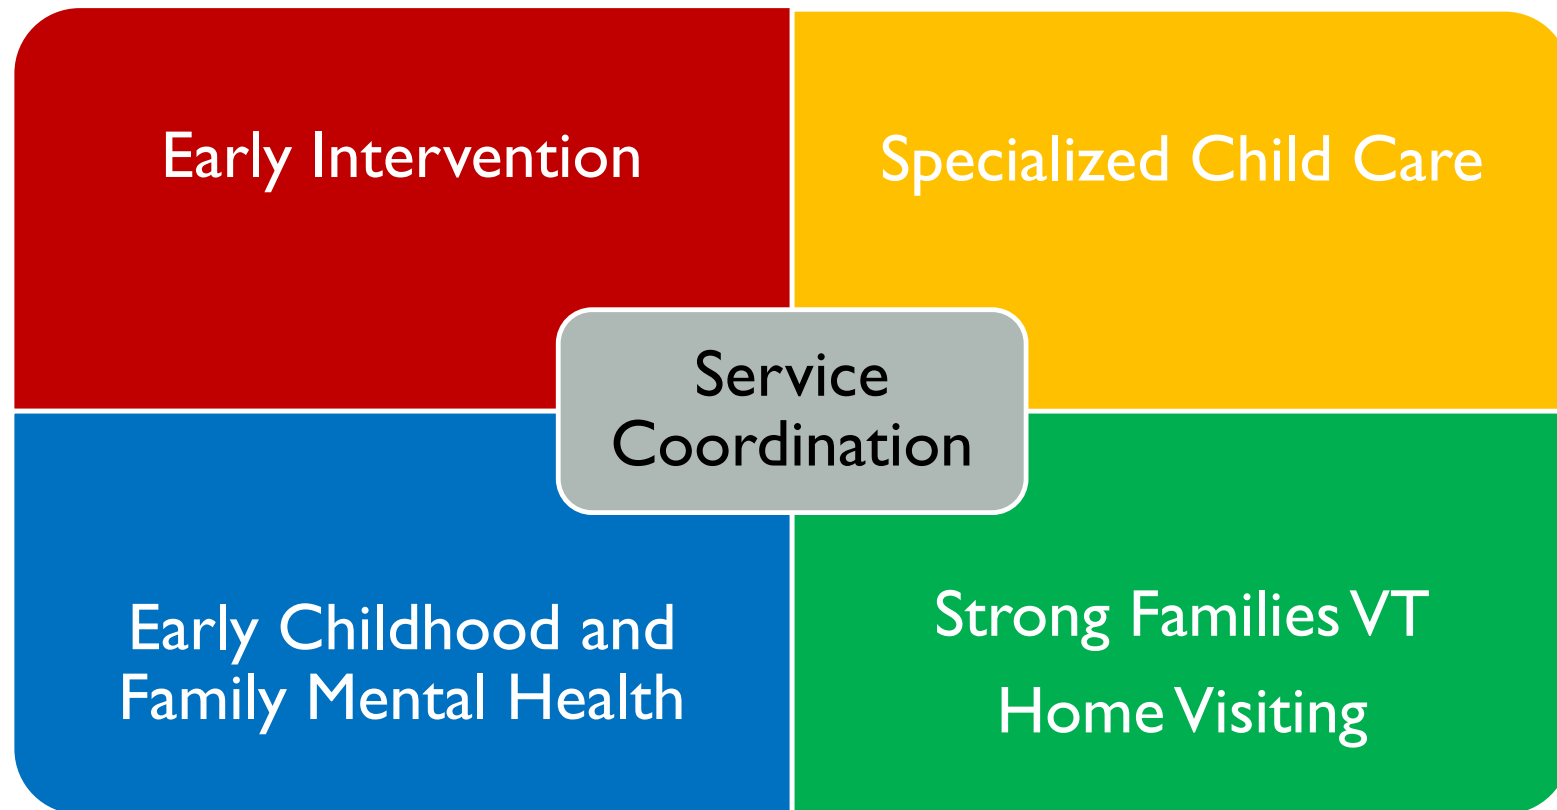 Early Intervention
Specialized Child Care
Service
Coordination
Early Childhood and
Family Mental Health
Strong Families VT
Home Visiting